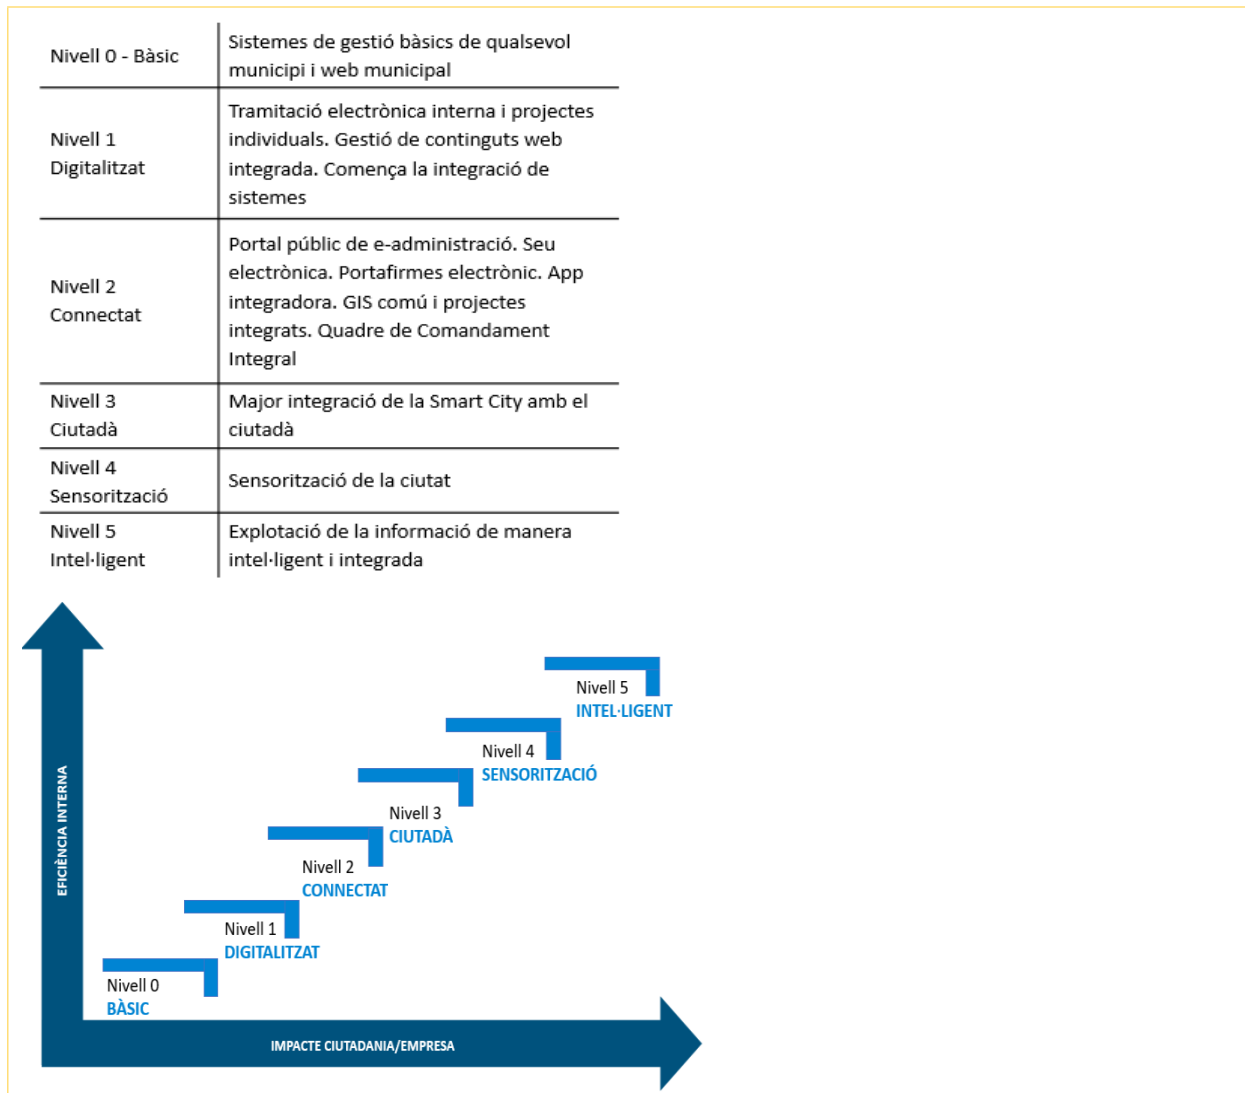 Nivell 0 - Bàsic
Sistemes de gestió bàsics de qualsevol
municipi i web municipal
Nivell 1
Digitalitzat
Tramitació electrònica interna i projectes
individuals. Gestió de continguts web
integrada. Comença la integració de
sistemes
Nivell 2
Connectat
Portal públic de e-administració. Seu
electrònica. Portafirmes electrònic. App
integradora. GIS comú i projectes
integrats. Quadre de Comandament
Integral
Nivell 3
Ciutadà
Major integració de la Smart City amb el
ciutadà
Nivell 4
Sensorització
Sensorització de la ciutat
Nivell 5
Intel·ligent
Explotació de la informació de manera
intel·ligent i integrada
EFICIÈNCIA INTERNA
Nivell 5
INTEL·LIGENT
Nivell 4
SENSORITZACIÓ
Nivell 3
CIUTADÀ
Nivell 2
CONNECTAT
Nivell 1
DIGITALITZAT
Nivell 0
BÀSIC
IMPACTE CIUTADANIA/EMPRESA